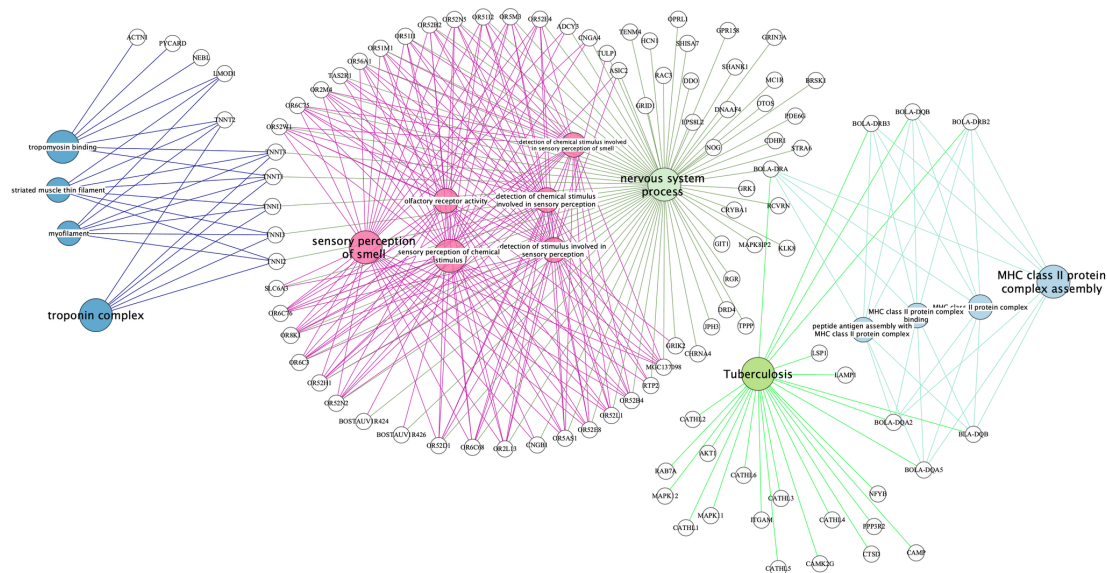 ACTN1
PYCARD
NEBL
LMOD1
TNNT2
tropomyosin binding
TNNT3
striated muscle thin filament
TNNT1
TNNI1
myofilament
TNNI3
TNNI2
troponin complex
OR52N5
OR51I2
OR5M3
OR52E4
ADCY3
OR52H2
CNGA4
OR51I1
TULP1
OR51M1
ASIC2
OR56A1
TAS2R1
OR2M4
OR6C75
OR52W1
detection of chemical stimulus involved
in sensory perception of smell
olfactory receptor activity
detection of chemical stimulus
involved in sensory perception
sensory perception
of smell
sensory perception of chemical
stimulus
detection of stimulus involved in
sensory perception
SLC6A3
OR6C76
OR8K1
OR6C3
OR52H1
OR52N2
BOSTAUV1R424
BOSTAUV1R426
OR52D1
OR6C68
OR2L13
CNGB1
OR5AS1
OR52E8
OR52L1
OR52B4
RTP2
MGC137098
GRIK2
CHRNA4
JPH3
TPPP
DRD4
RGR
OPRL1
TENM4
HCN1
SHISA7
GPR158
GRIN3A
RAC3
DDO
SHANK1
MC1R
BRSK1
GRID1
EPS8L2
DNAAF4
OTOS
PDE6G
NOG
CDHR1
STRA6
BOLA-DRA
nervous system
process
GRK1
RCVRN
CRYBA1
GIT1
MAPK8IP2
KLK8
BOLA-DRB3
BOLA-DQB
BOLA-DRB2
MHC class II protein
complex assembly
MHC class II protein complex
MHC class II protein complex
binding
peptide antigen assembly with
MHC class II protein complex
Tuberculosis
LSP1
LAMP1
BOLA-DQA2
BLA-DQB
BOLA-DQA5
CATHL2
AKT1
RAB7A
CATHL6
MAPK12
CATHL3
NFYB
MAPK11
ITGAM
CATHL4
PPP3R2
CATHL1
CTSD
CAMP
CATHL5
CAMK2G